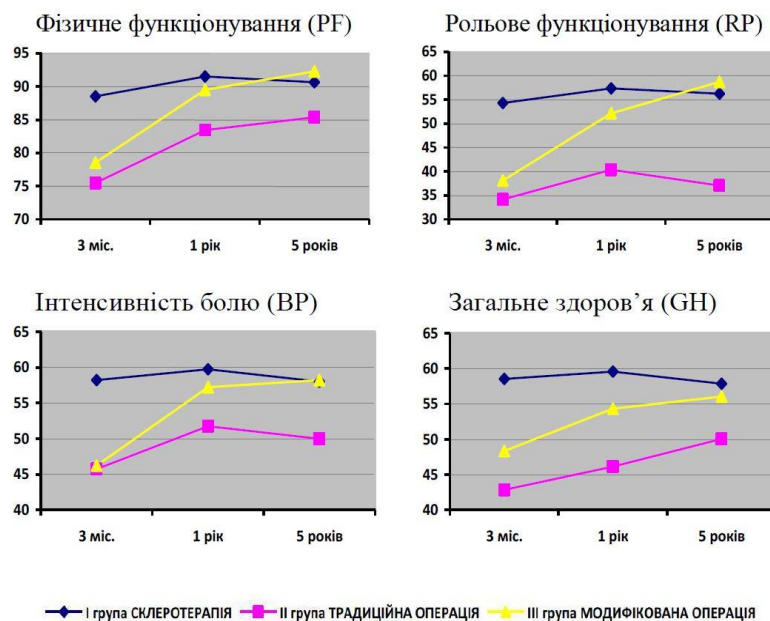 Фізичне функціонування (PF)
95
90
85
80
75
70
3 міс.
1 рік
5 років
Рольове функціонування (RP)
65
60
55
50
45
40
35
30
3 міс.
1 рік
5 років
Інтенсивність болю (BP)
65
60
55
50
45
40
3 міс.
1 рік
5 років
Загальне здоров’я (GH)
65
60
55
50
45
40
3 міс.
1 рік
5 років
I група СКЛЕРОТЕРАПІЯ
II група ТРАДИЦІЙНА ОПЕРАЦІЯ
III група МОДИФІКОВАНА ОПЕРАЦІЯ